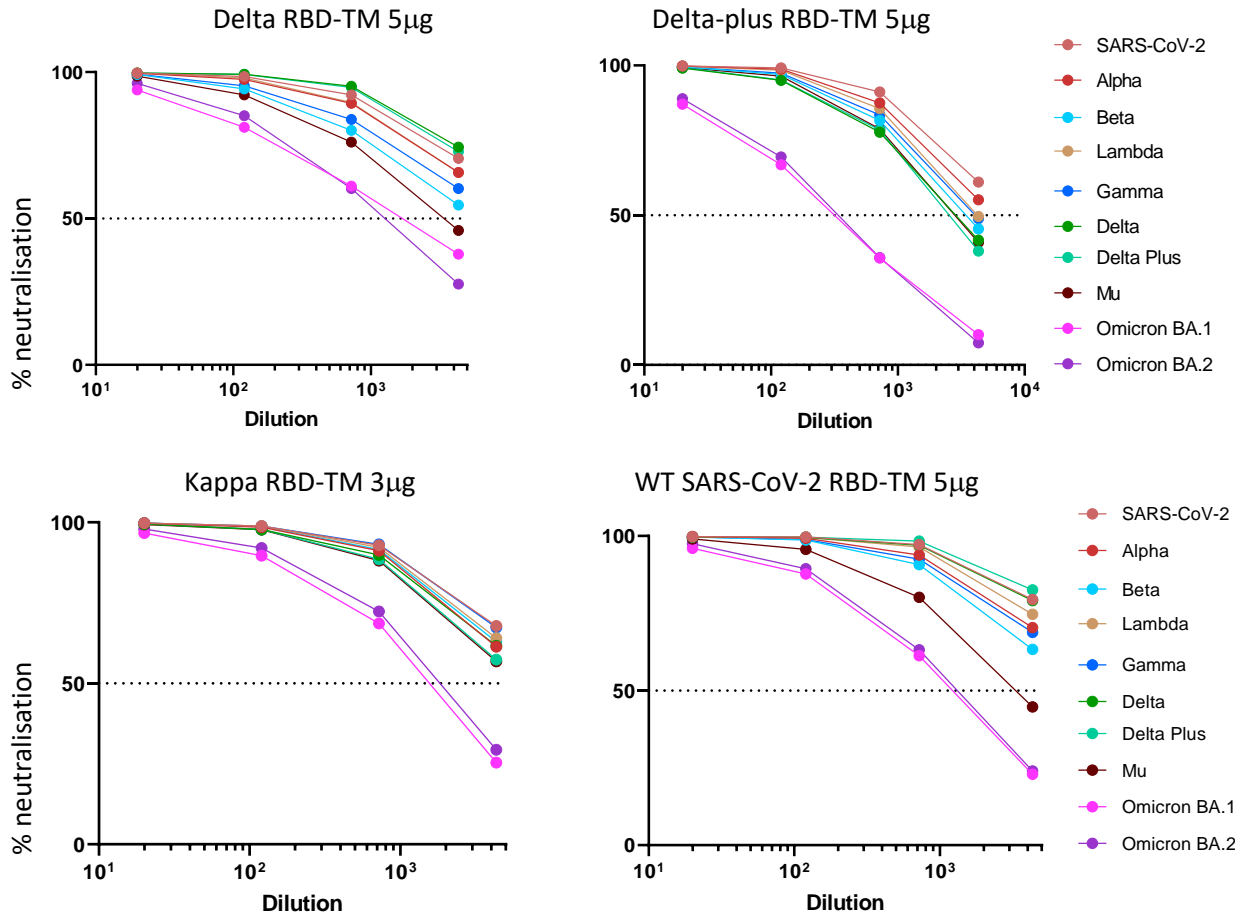 Delta RBD-TM 5μg
Delta-plus RBD-TM 5μg
% neutralisation
100
50
0
10¹ 10² 10³
Dilution
100
50
0
10¹ 10² 10³ 10⁴
Dilution
SARS-CoV-2
Alpha
Beta
Lambda
Gamma
Delta
Delta Plus
Mu
Omicron BA.1
Omicron BA.2
Kappa RBD-TM 3μg
WT SARS-CoV-2 RBD-TM 5μg
% neutralisation
100
50
0
10¹ 10² 10³
Dilution
100
50
0
10¹ 10² 10³
Dilution
SARS-CoV-2
Alpha
Beta
Lambda
Gamma
Delta
Delta Plus
Mu
Omicron BA.1
Omicron BA.2